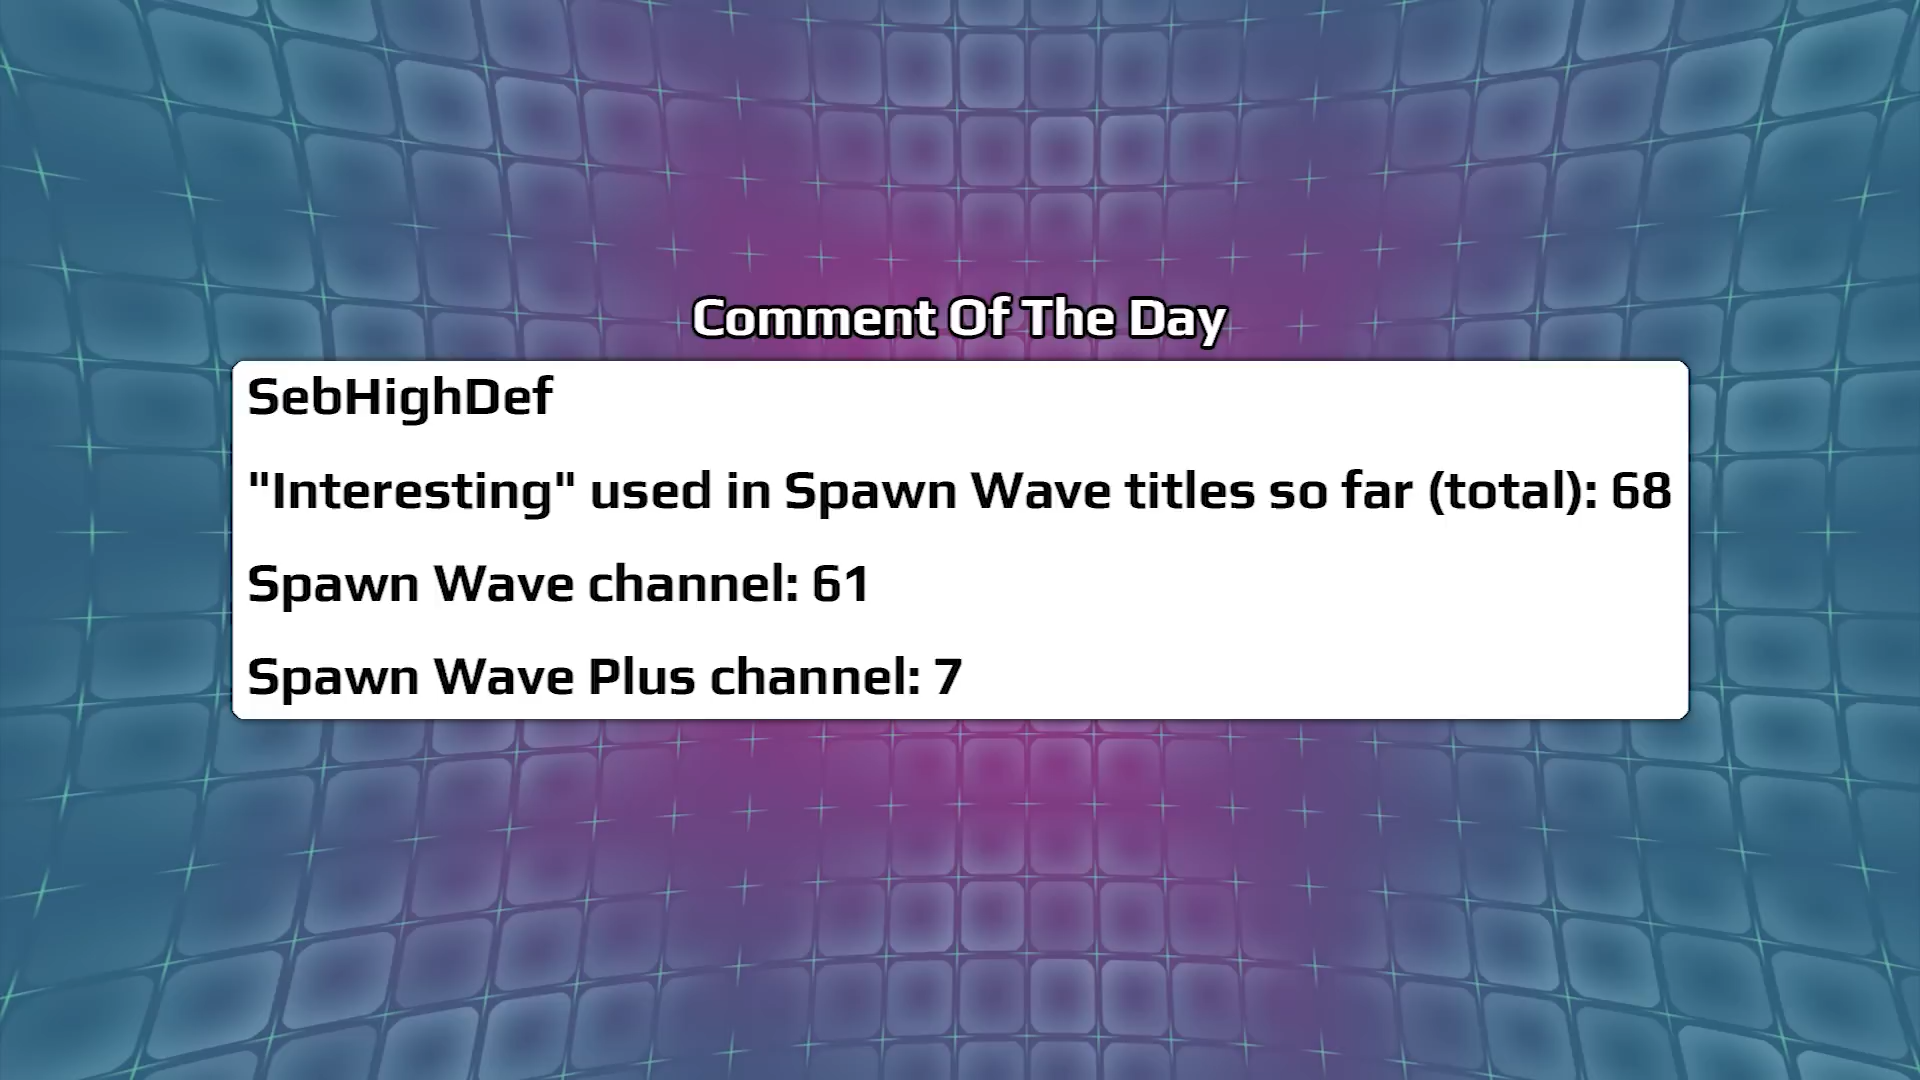 Comment Of The Day
SebHighDef
"Interesting" used in Spawn Wave titles so far (total): 68
Spawn Wave channel: 61
Spawn Wave Plus channel: 7